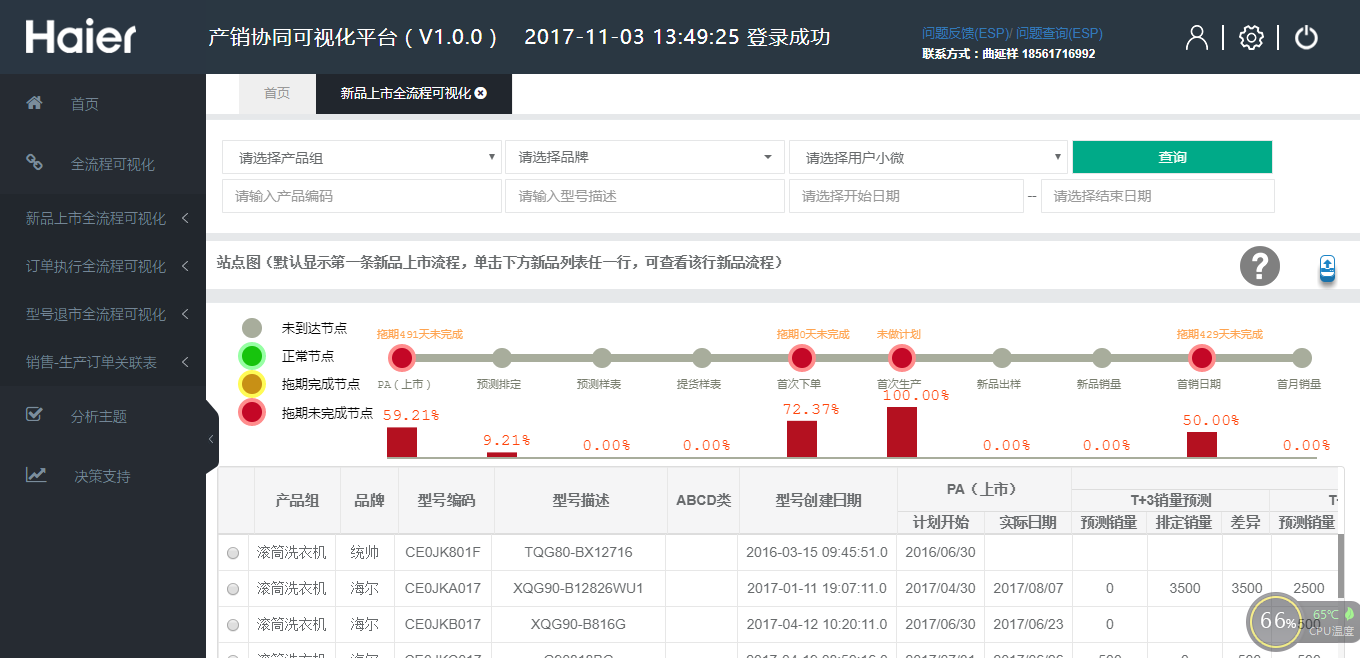 Haier
产销协同可视化平台（V1.0.0） 2017-11-03 13:49:25 登录成功
问题反馈(ESP)/ 问题查询(ESP)
联系方式：曲延祥 18561716992
首页
全流程可视化
新品上市全流程可视化
订单执行全流程可视化
型号退市全流程可视化
销售-生产订单关联表
分析主题
决策支持
首页 新品上市全流程可视化
请选择产品组 请选择品牌 请选择用户小微 查询
请输入产品编码 请输入型号描述 请选择开始日期 -- 请选择结束日期
站点图（默认显示第一条新品上市流程，单击下方新品列表任一行，可查看该行新品流程） ?
未到达节点
正常节点
拖期完成节点
拖期未完成节点
拖期491天未完成 拖期0天未完成 未做计划 拖期429天未完成
PA（上市） 预测排定 预测样表 提货样表 首次下单 首次生产 新品出样 新品销量 首销日期 首月销量
59.21% 9.21% 0.00% 0.00% 72.37% 100.00% 0.00% 0.00% 50.00% 0.00%
产品组 品牌 型号编码 型号描述 ABCD类 型号创建日期 PA（上市）
T+3销量预测 T-
计划开始 实际日期 预测销量 排定销量 差异 预测销量
滚筒洗衣机 统帅 CE0JK801F TQG80-BX12716 2016-03-15 09:45:51.0 2016/06/30
滚筒洗衣机 海尔 CE0JKA017 XQG90-B12826WU1 2017-01-11 19:07:11.0 2017/04/30 2017/08/07 0 3500 3500 2500
滚筒洗衣机 海尔 CE0JKB017 XQG90-B816G 2017-04-12 10:20:11.0 2017/06/30 2017/06/23 0
66% 65℃
CPU温度